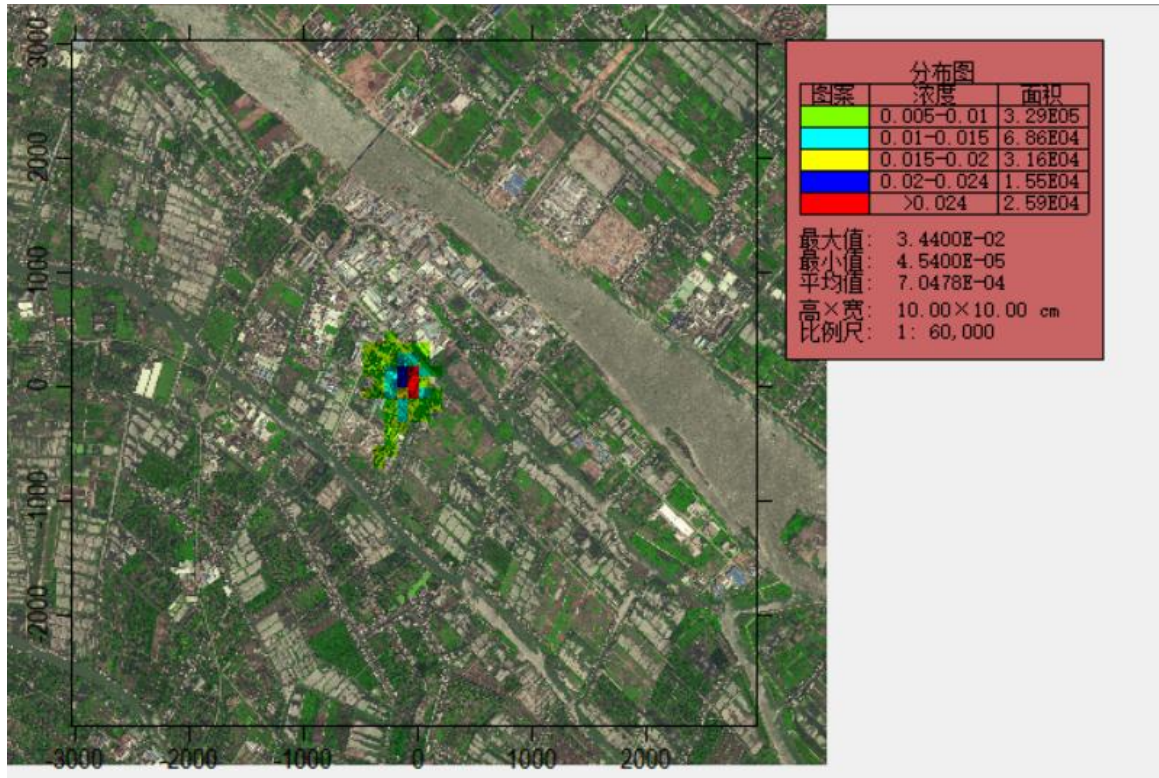 分布图
图案 浓度 面积
0.005-0.01 3.29E05
0.01-0.015 6.86E04
0.015-0.02 3.16E04
0.02-0.024 1.55E04
>0.024 2.59E04
最大值: 3.4400E-02
最小值: 4.5400E-05
平均值: 7.0478E-04
高×宽: 10.00×10.00 cm
比例尺: 1: 60,000
3000
2000
1000
0
-1000
-2000
-3000 -2000 -1000 0 1000 2000